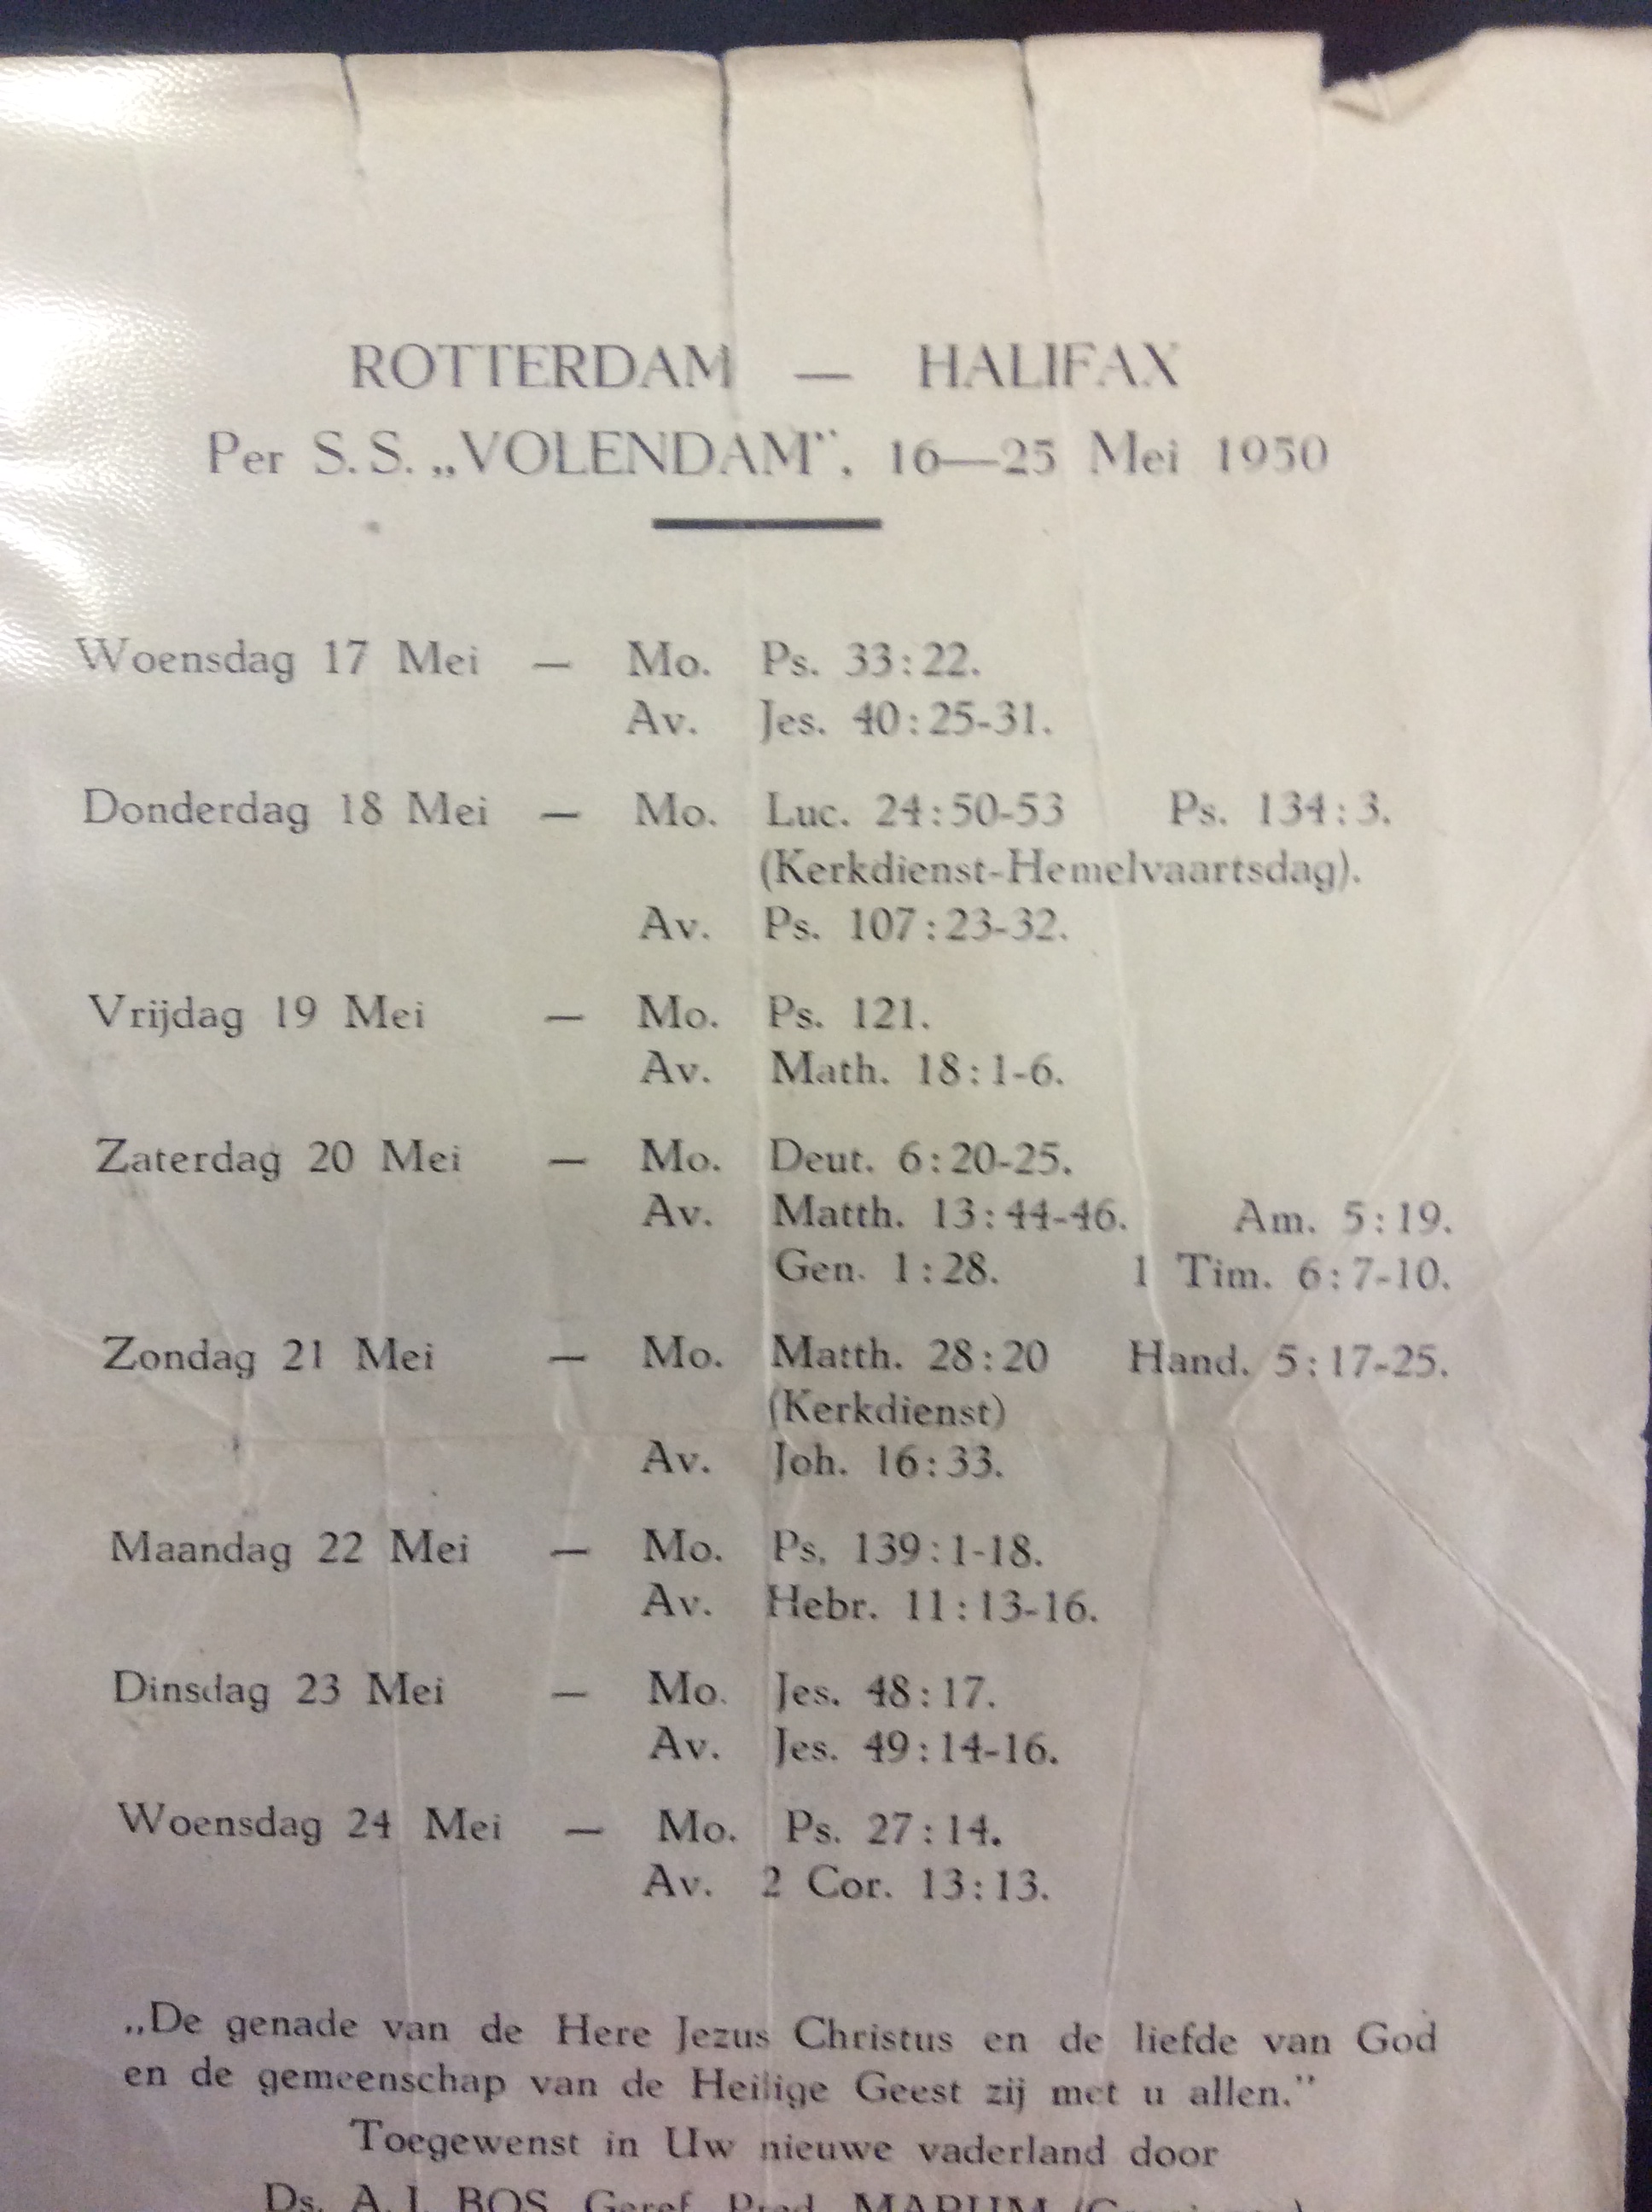 ROTTERDAM — HALIFAX
Per S.S. „VOLENDAM", 16—25 Mei 1950
Woensdag 17 Mei — Mo. Ps. 33:22.
Av. Jes. 40:25-31.
Donderdag 18 Mei — Mo. Luc. 24:50-53 Ps. 134:3.
(Kerkdienst-Hemelvaartsdag).
Av. Ps. 107:23-32.
Vrijdag 19 Mei — Mo. Ps. 121.
Av. Math. 18:1-6.
Zaterdag 20 Mei — Mo. Deut. 6:20-25.
Av. Matth. 13:44-46. Am. 5:19.
Gen. 1:28. 1 Tim. 6:7-10.
Zondag 21 Mei — Mo. Matth. 28:20 Hand. 5:17-25.
(Kerkdienst)
Av. Joh. 16:33.
Maandag 22 Mei — Mo. Ps. 139:1-18.
Av. Hebr. 11:13-16.
Dinsdag 23 Mei — Mo. Jes. 48:17.
Av. Jes. 49:14-16.
Woensdag 24 Mei — Mo. Ps. 27:14.
Av. 2 Cor. 13:13.
„De genade van de Here Jezus Christus en de liefde van God
en de gemeenschap van de Heilige Geest zij met u allen."
Toegewenst in Uw nieuwe vaderland door
Ds. A. J. BOS, Geref. Pred. MARUM